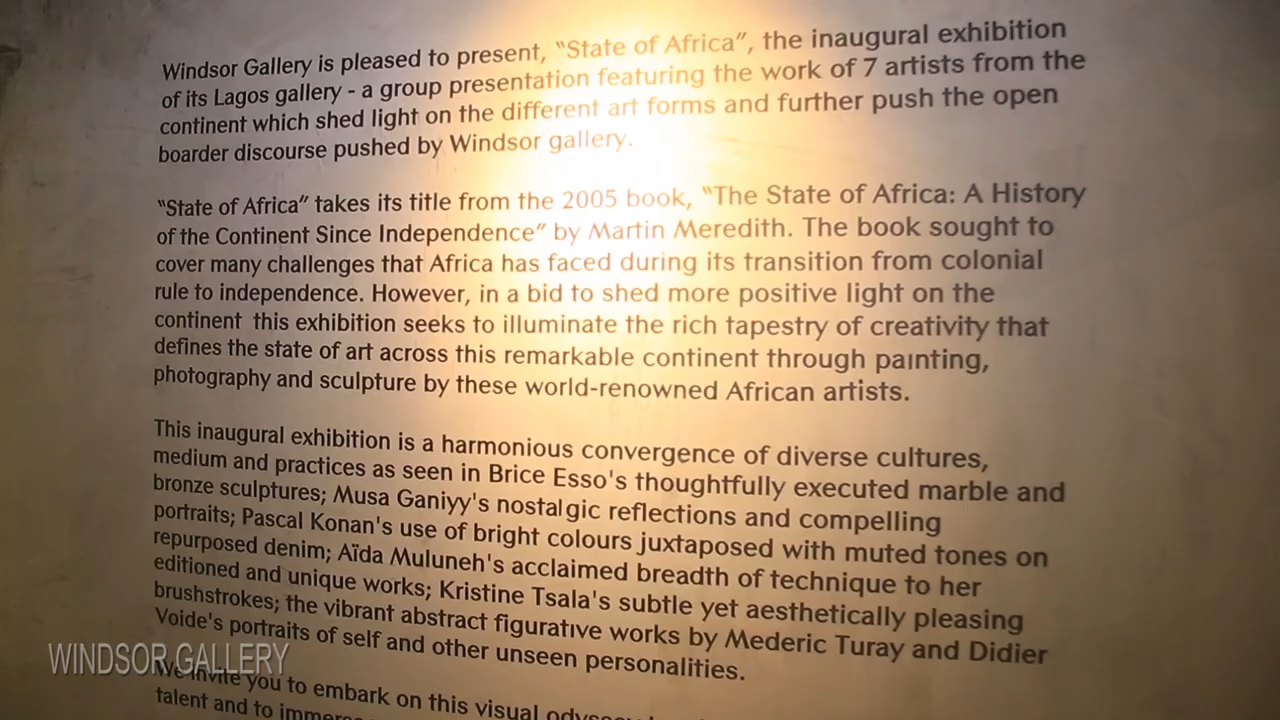 Windsor Gallery is pleased to present, “State of Africa”, the inaugural exhibition
of its Lagos gallery - a group presentation featuring the work of 7 artists from the
continent which shed light on the different art forms and further push the open
boarder discourse pushed by Windsor gallery.
“State of Africa” takes its title from the 2005 book, “The State of Africa: A History
of the Continent Since Independence” by Martin Meredith. The book sought to
cover many challenges that Africa has faced during its transition from colonial
rule to independence. However, in a bid to shed more positive light on the
continent this exhibition seeks to illuminate the rich tapestry of creativity that
defines the state of art across this remarkable continent through painting,
photography and sculpture by these world-renowned African artists.
This inaugural exhibition is a harmonious convergence of diverse cultures,
medium and practices as seen in Brice Esso's thoughtfully executed marble and
bronze sculptures; Musa Ganiyy's nostalgic reflections and compelling
portraits; Pascal Konan's use of bright colours juxtaposed with muted tones on
repurposed denim; Aïda Muluneh's acclaimed breadth of technique to her
editioned and unique works; Kristine Tsala's subtle yet aesthetically pleasing
brushstrokes; the vibrant abstract figurative works by Mederic Turay and Didier
Voide's portraits of self and other unseen personalities.
WINDSOR GALLERY
We invite you to embark on this visual
talent and to